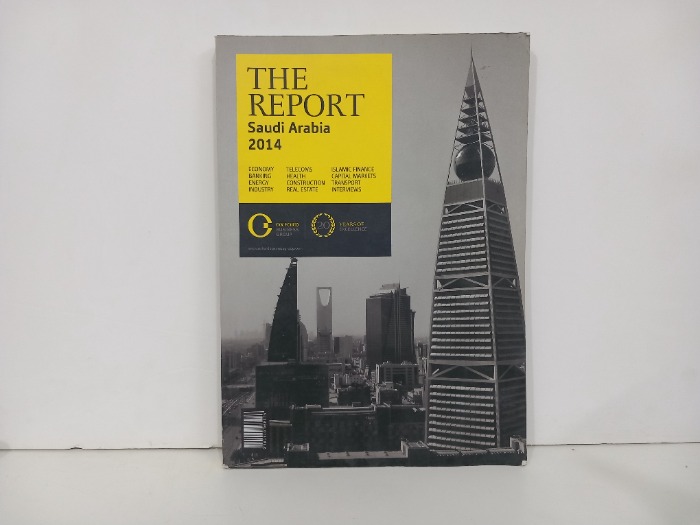 THE
REPORT
Saudi Arabia
2014
ECONOMY TELECOMS ISLAMIC FINANCE
BANKING HEALTH CAPITAL MARKETS
ENERGY CONSTRUCTION TRANSPORT
INDUSTRY REAL ESTATE INTERVIEWS
OXFORD
BUSINESS
GROUP
20
YEARS OF
EXCELLENCE